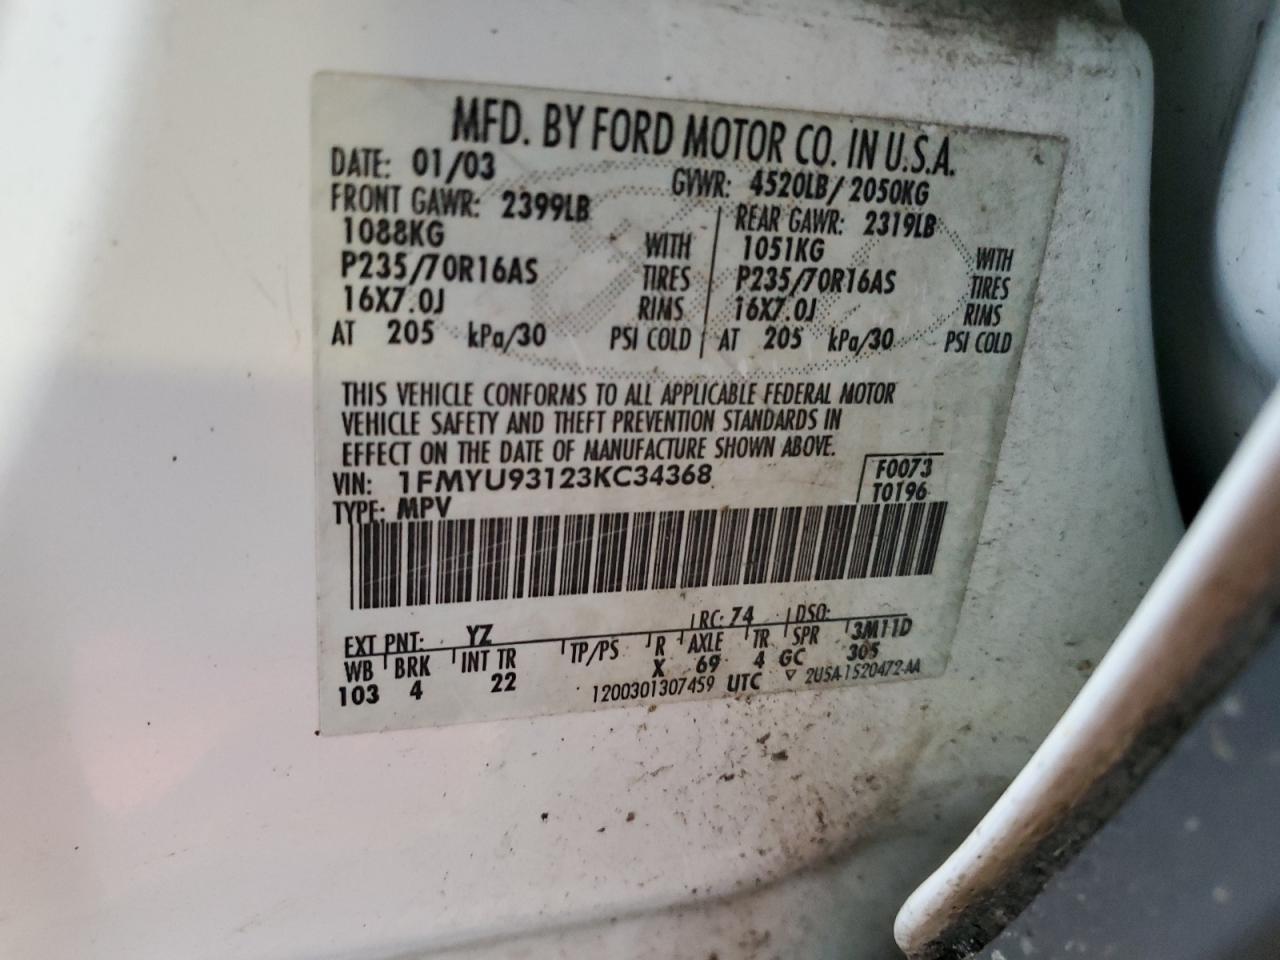 MFD. BY FORD MOTOR CO. IN U.S.A.
DATE: 01/03 GVWR: 4520LB/ 2050KG
FRONT GAWR: 2399LB REAR GAWR: 2319LB
1088KG WITH 1051KG WITH
P235/70R16AS TIRES P235/70R16AS TIRES
16X7.0J RIMS 16X7.0J RIMS
AT 205 kPa/30 PSI COLD AT 205 kPa/30 PSI COLD
THIS VEHICLE CONFORMS TO ALL APPLICABLE FEDERAL MOTOR
VEHICLE SAFETY AND THEFT PREVENTION STANDARDS IN
EFFECT ON THE DATE OF MANUFACTURE SHOWN ABOVE.
VIN: 1FMYU93123KC34368 F0073
TYPE: MPV T0196
EXT PNT: YZ RC: 74 DSO:
WB BRK INT TR TP/PS R AXLE TR SPR 3M11D
103 4 22 X 69 4 GC 305
1200301307459 UTC ▽ 2U5A-1520472-AA